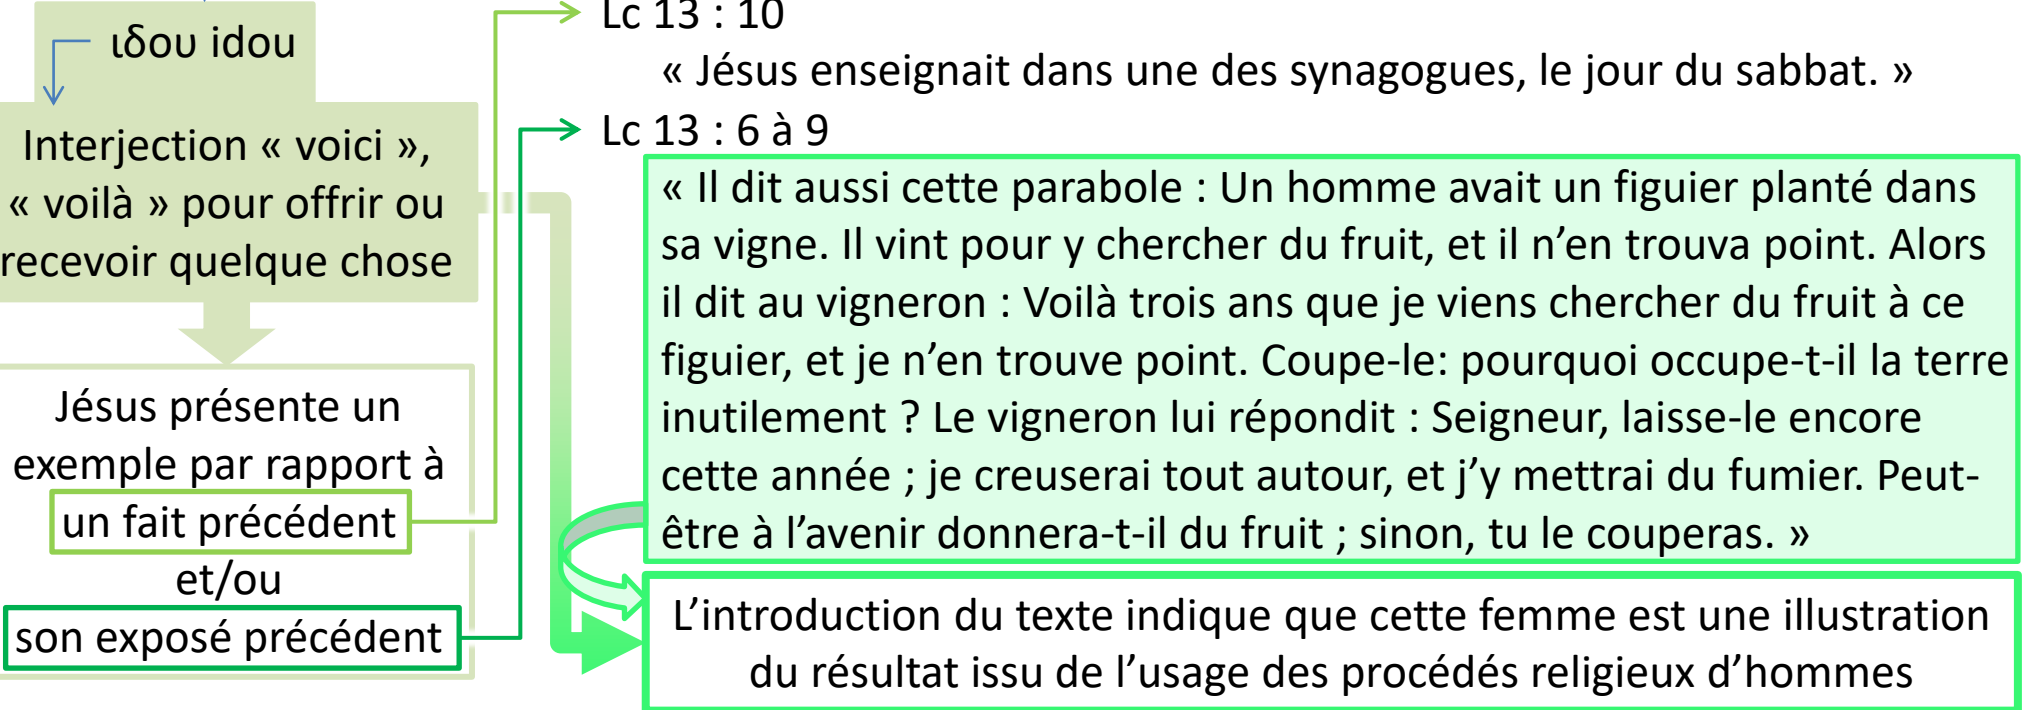 ιδου idou
Interjection « voici »,
« voilà » pour offrir ou
recevoir quelque chose
Jésus présente un
exemple par rapport à
un fait précédent
et/ou
son exposé précédent
Lc 13 : 10
« Jésus enseignait dans une des synagogues, le jour du sabbat. »
Lc 13 : 6 à 9
« Il dit aussi cette parabole : Un homme avait un figuier planté dans
sa vigne. Il vint pour y chercher du fruit, et il n’en trouva point. Alors
il dit au vigneron : Voilà trois ans que je viens chercher du fruit à ce
figuier, et je n’en trouve point. Coupe-le: pourquoi occupe-t-il la terre
inutilement ? Le vigneron lui répondit : Seigneur, laisse-le encore
cette année ; je creuserai tout autour, et j’y mettrai du fumier. Peut-
être à l’avenir donnera-t-il du fruit ; sinon, tu le couperas. »
L’introduction du texte indique que cette femme est une illustration
du résultat issu de l’usage des procédés religieux d’hommes